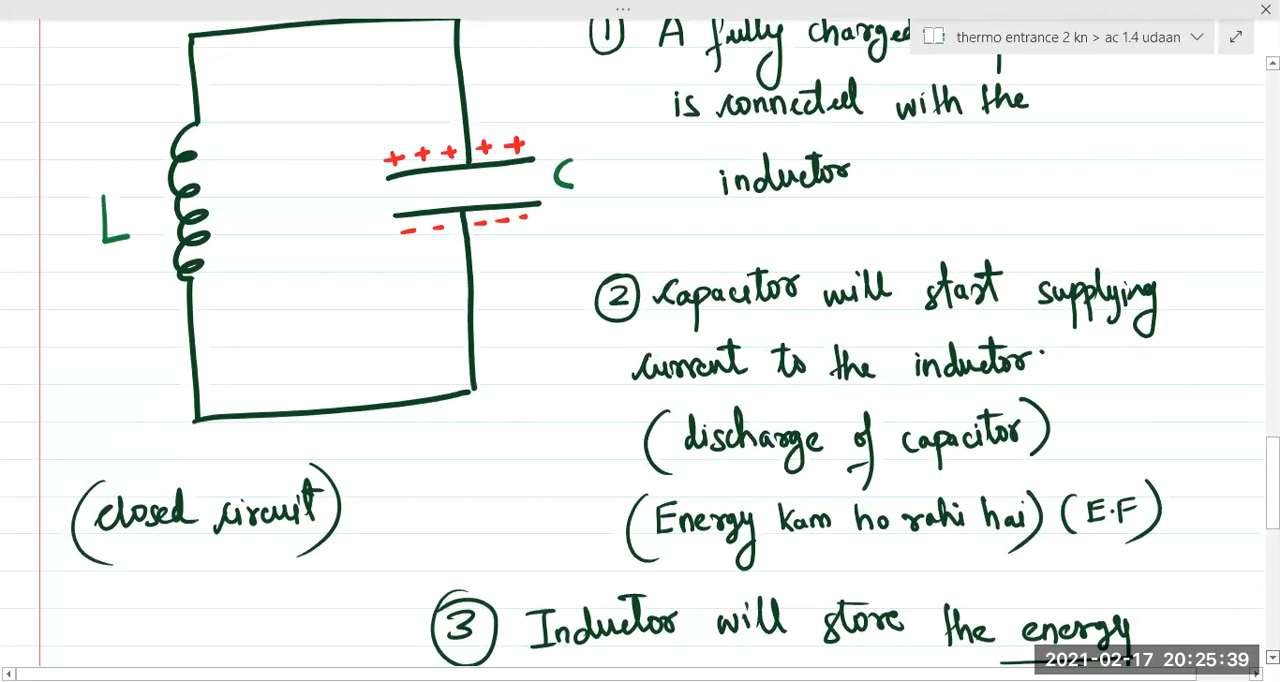 ① A fully charged
thermo entrance 2 kn > ac 1.4 udaan
is connected with the
inductor
L
C
+ + + + +
- - - - -
② Capacitor will start supplying
current to the inductor.
(discharge of capacitor)
(Energy kam ho rahi hai) (E.F)
(closed circuit)
③ Inductor will store the energy
2021-02-17 20:25:39